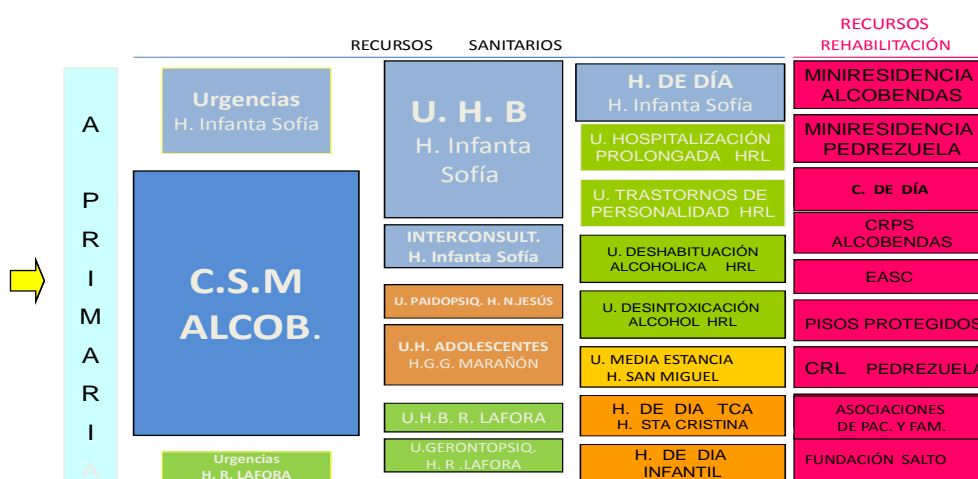 RECURSOS SANITARIOS
RECURSOS
REHABILITACIÓN
A PRIMARIA
Urgencias
H. Infanta Sofía
C.S.M
ALCOB.
Urgencias
H. R. LAFORA
U. H. B
H. Infanta
Sofía
INTERCONSULT.
H. Infanta Sofía
U. PAIDOPSIQ. H. N.JESÚS
U.H. ADOLESCENTES
H.G.G. MARAÑÓN
U.H.B. R. LAFORA
U.GERONTOPSIQ.
H. R .LAFORA
H. DE DÍA
H. Infanta Sofía
U. HOSPITALIZACIÓN
PROLONGADA HRL
U. TRASTORNOS DE
PERSONALIDAD HRL
U. DESHABITUACIÓN
ALCOHOLICA HRL
U. DESINTOXICACIÓN
ALCOHOL HRL
U. MEDIA ESTANCIA
H. SAN MIGUEL
H. DE DIA TCA
H. STA CRISTINA
H. DE DIA
INFANTIL
MINIRESIDENCIA
ALCOBENDAS
MINIRESIDENCIA
PEDREZUELA
C. DE DÍA
CRPS
ALCOBENDAS
EASC
PISOS PROTEGIDOS
CRL PEDREZUELA
ASOCIACIONES
DE PAC. Y FAM.
FUNDACIÓN SALTO